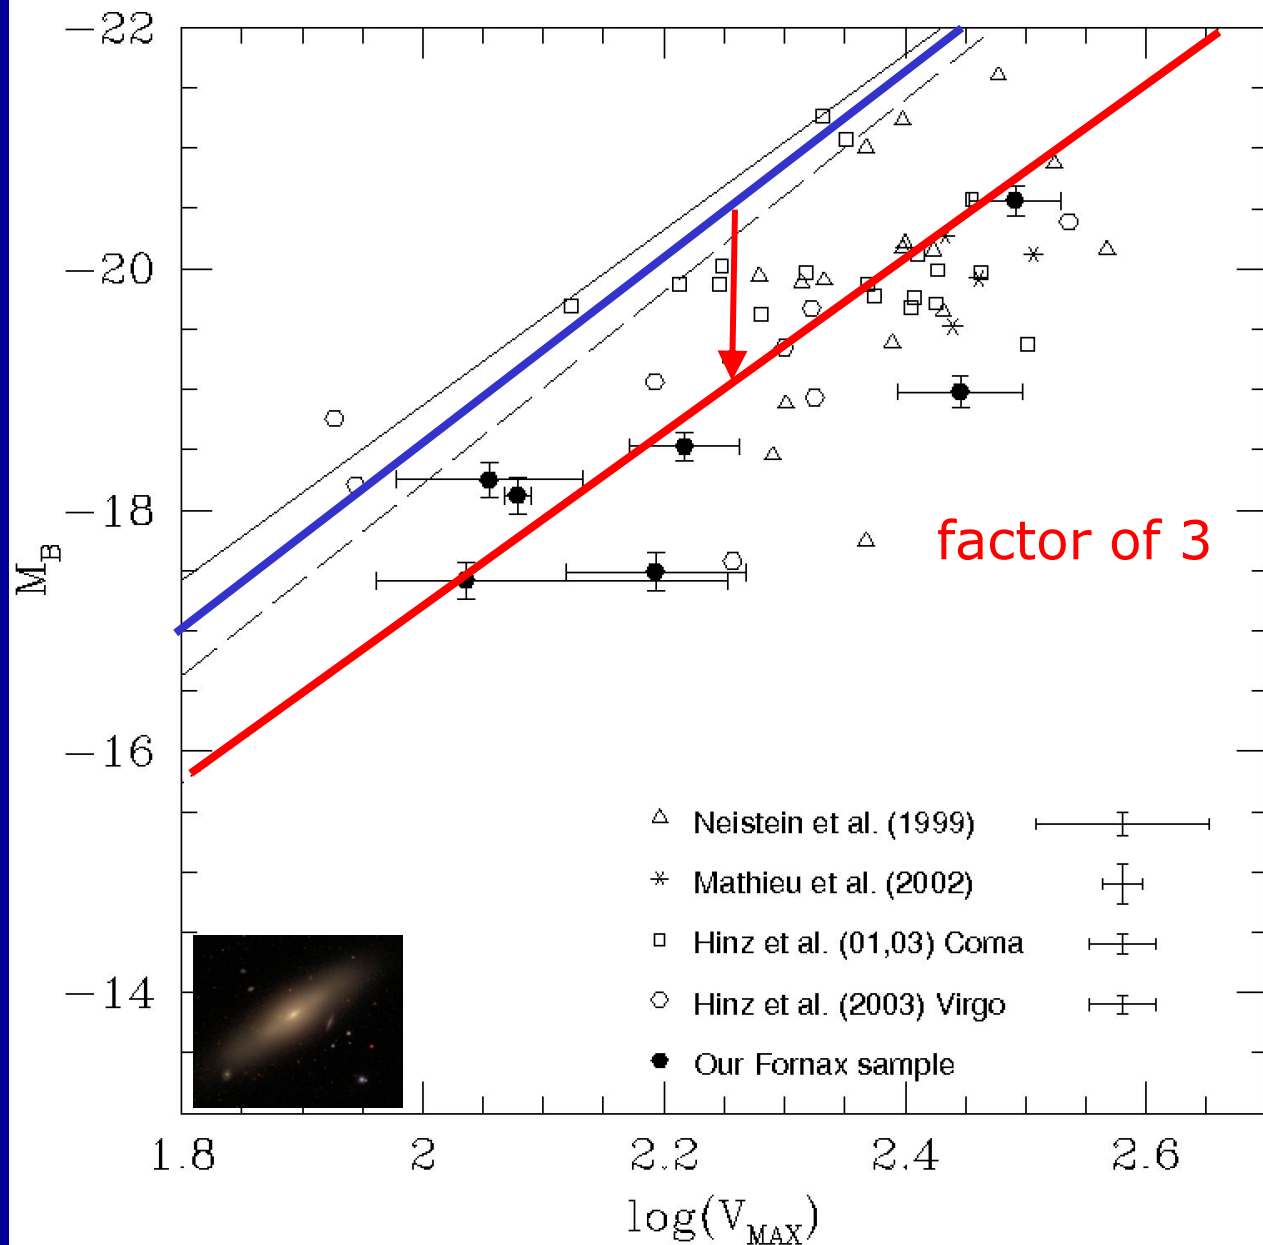 −22
−20
−18
−16
−14
M_B
factor of 3
Neistein et al. (1999)
Mathieu et al. (2002)
Hinz et al. (01,03) Coma
Hinz et al. (2003) Virgo
Our Fornax sample
1.8 2 2.2 2.4 2.6
log(V_MAX)